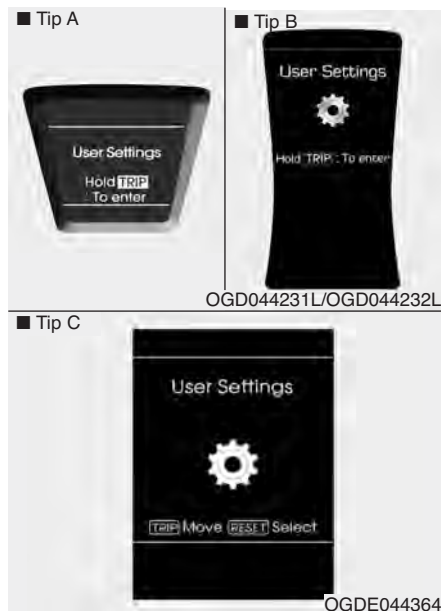 ■ Tip A
User Settings
Hold TRIP
: To enter
■ Tip B
User Settings
Hold TRIP : To enter
OGD044231L/OGD044232L
■ Tip C
User Settings
TRIP Move RESET Select
OGDE044364